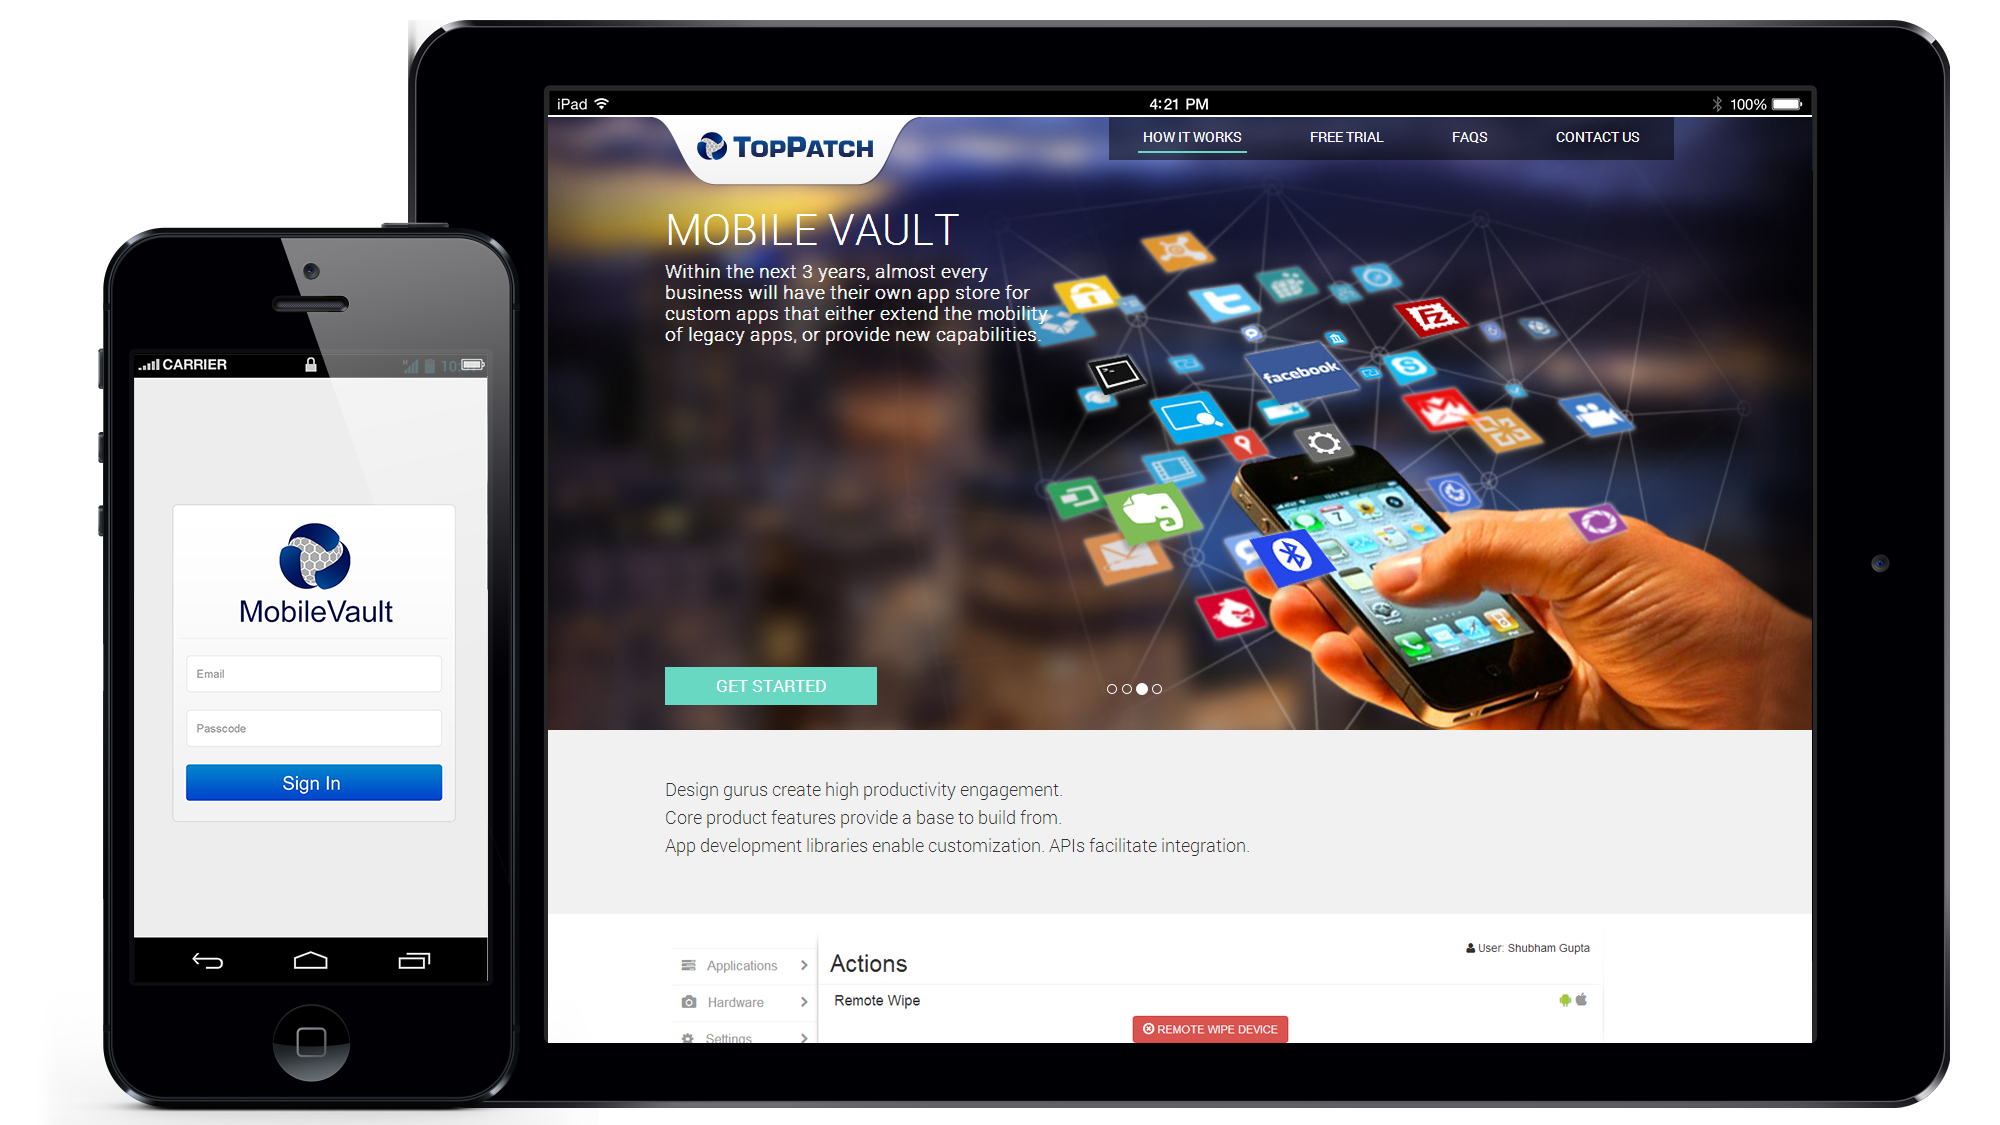 CARRIER
MobileVault
Email
Passcode
Sign In
iPad
4:21 PM
100%
TOPPATCH
HOW IT WORKS
FREE TRIAL
FAQS
CONTACT US
MOBILE VAULT
Within the next 3 years, almost every
business will have their own app store for
custom apps that either extend the mobility
of legacy apps, or provide new capabilities.
facebook
GET STARTED
Design gurus create high productivity engagement.
Core product features provide a base to build from.
App development libraries enable customization. APIs facilitate integration.
Applications
Hardware
Settings
Actions
User: Shubham Gupta
Remote Wipe
REMOTE WIPE DEVICE